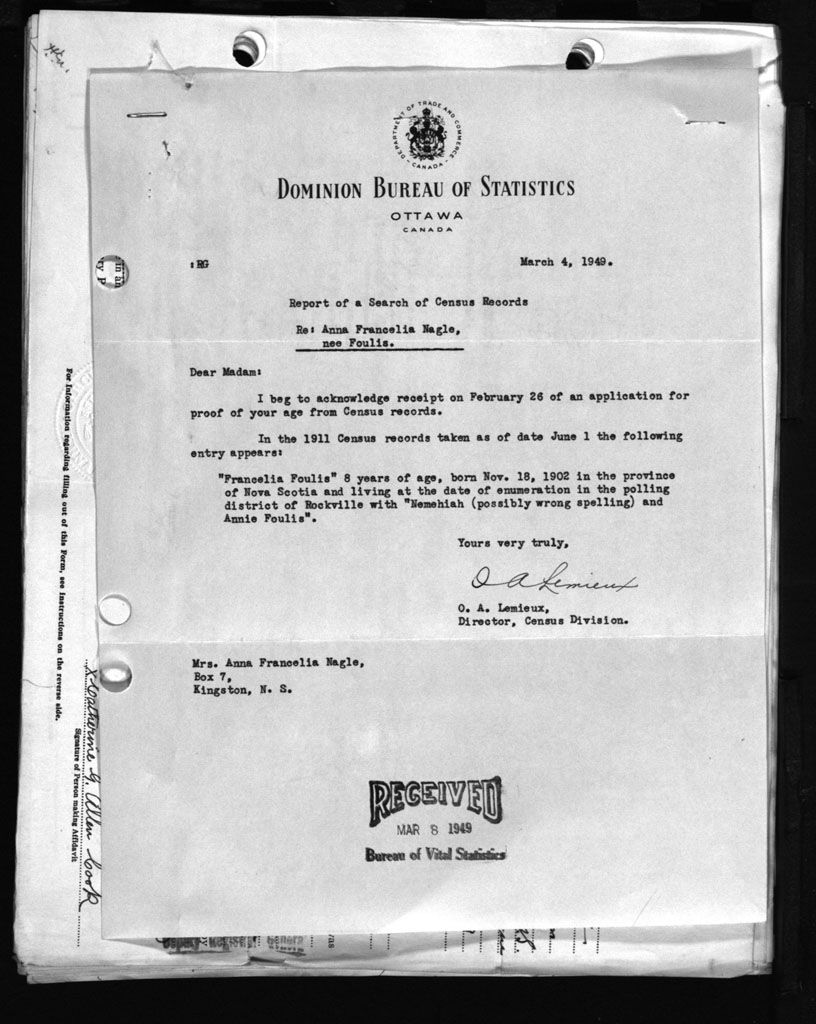 DEPARTMENT OF TRADE AND COMMERCE
CANADA
DOMINION BUREAU OF STATISTICS
OTTAWA
CANADA
:RG
March 4, 1949.
Report of a Search of Census Records
Re: Anna Francelia Nagle,
nee Foulis.
Dear Madam:
I beg to acknowledge receipt on February 26 of an application for
proof of your age from Census records.
In the 1911 Census records taken as of date June 1 the following
entry appears:
"Francelia Foulis" 8 years of age, born Nov. 18, 1902 in the province
of Nova Scotia and living at the date of enumeration in the polling
district of Rockville with "Nemehiah (possibly wrong spelling) and
Annie Foulis".
Yours very truly,
O A Lemieux
O. A. Lemieux,
Director, Census Division.
Mrs. Anna Francelia Nagle,
Box 7,
Kingston, N. S.
RECEIVED
MAR 8 1949
Bureau of Vital Statistics
For Information regarding filling out of this Form, see Instructions on the reverse side.
Signature of Person making Affidavit
x Catherine G. Allen Cook